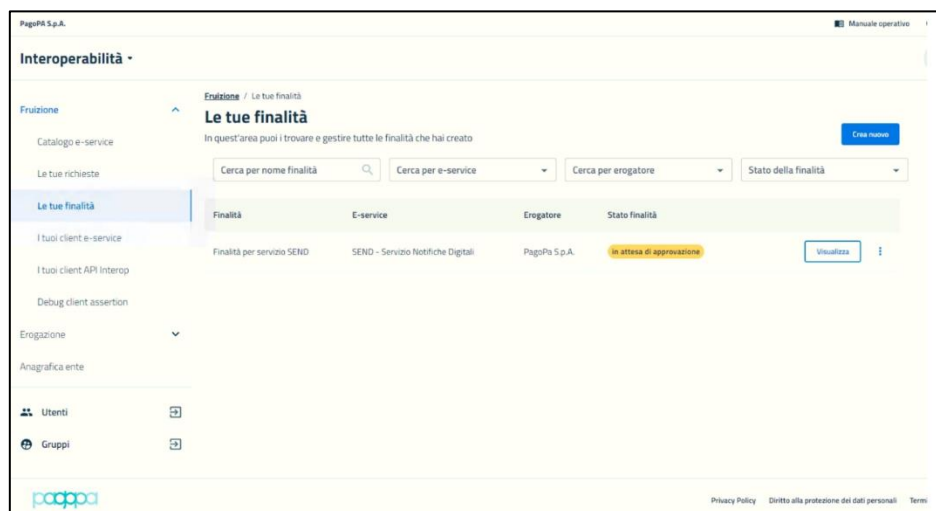 PagoPA S.p.A.
Manuale operativo
Interoperabilità
Fruizione
Catalogo e-service
Le tue richieste
Le tue finalità
I tuoi client e-service
I tuoi client API Interop
Debug client assertion
Erogazione
Anagrafica ente
Utenti
Gruppi
Fruizione / Le tue finalità
Le tue finalità
In quest'area puoi i trovare e gestire tutte le finalità che hai creato
Crea nuovo
Cerca per nome finalità
Cerca per e-service
Cerca per erogatore
Stato della finalità
Finalità E-service Erogatore Stato finalità
Finalità per servizio SEND SEND - Servizio Notifiche Digitali PagoPa S.p.A. in attesa di approvazione Visualizza
pagopa
Privacy Policy Diritto alla protezione dei dati personali Termi